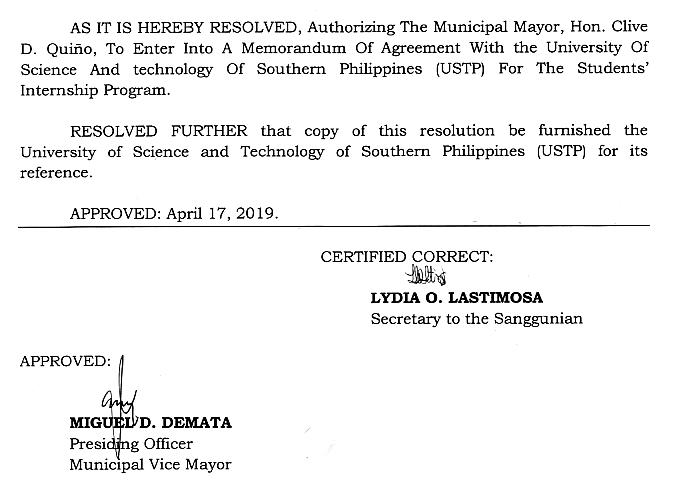 AS IT IS HEREBY RESOLVED, Authorizing The Municipal Mayor, Hon. Clive
D. Quiño, To Enter Into A Memorandum Of Agreement With the University Of
Science And technology Of Southern Philippines (USTP) For The Students'
Internship Program.
RESOLVED FURTHER that copy of this resolution be furnished the
University of Science and Technology of Southern Philippines (USTP) for its
reference.
APPROVED: April 17, 2019.
CERTIFIED CORRECT:
LYDIA O. LASTIMOSA
Secretary to the Sanggunian
APPROVED:
MIGUEL D. DEMATA
Presiding Officer
Municipal Vice Mayor